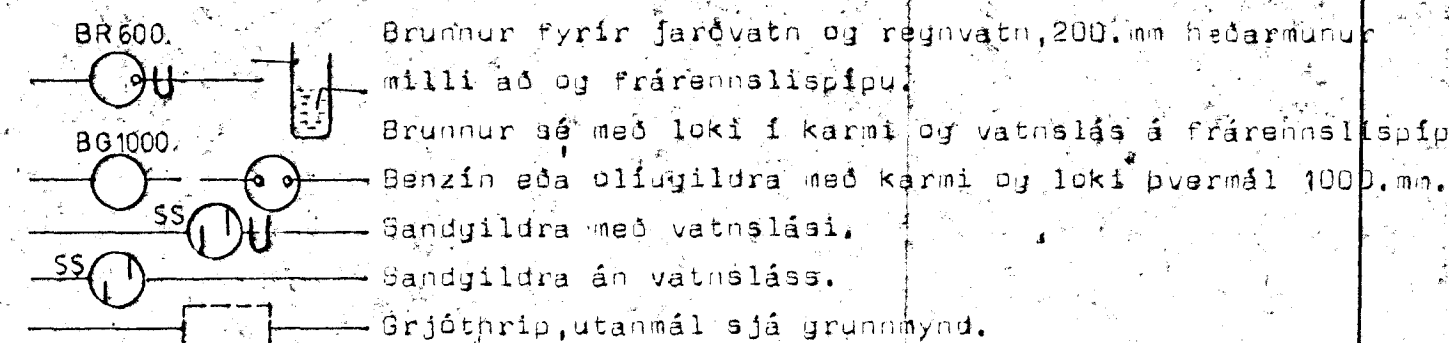 BR600. Brunnur fyrir jarðvatn og regnvatn,200.mm hæðarmunur
milli að og frárennslispípu.
Brunnur sé með loki í karmi og vatnslás á frárennslispíp
BG1000. Benzín eða olíugildra með karmi og loki þvermál 1000.mm.
SS Sandgildra með vatnslási.
SS Sandgildra án vatnsláss.
Grjóthrip,utanmál sjá grunnmynd.